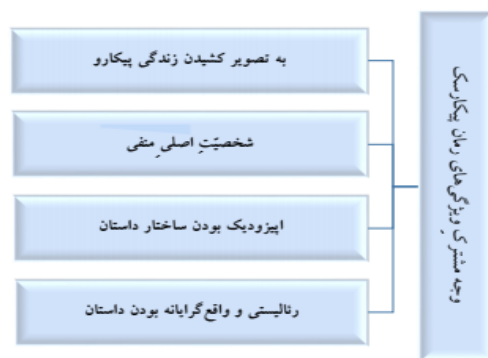 وجه مشترکِ ویژگی‌های رمان پیکارسک
به تصویر کشیدن زندگی پیکارو
شخصیّتِ اصلیِ منفی
اپیزودیک بودن ساختار داستان
رئالیستی و واقع‌گرایانه بودن داستان